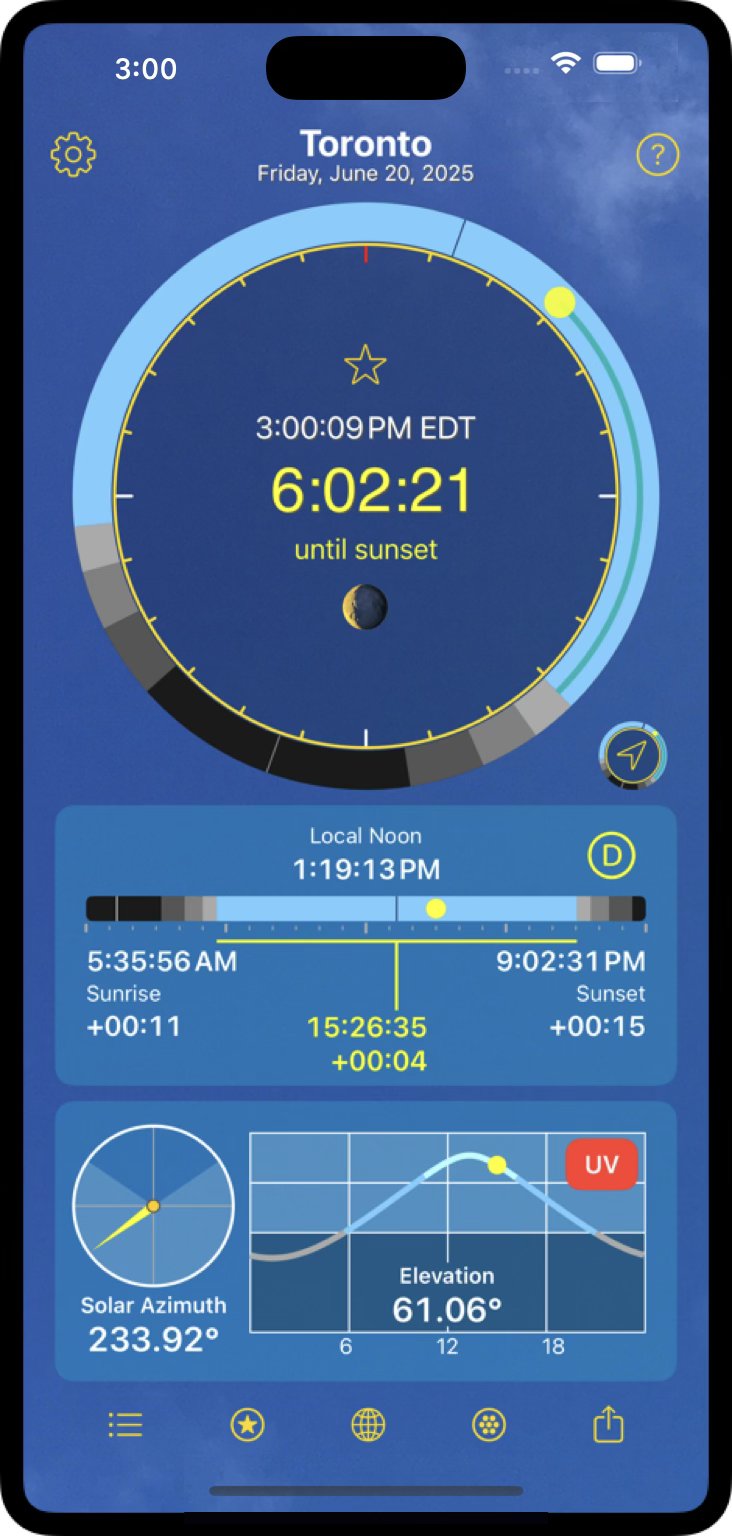 3:00
Toronto
Friday, June 20, 2025
?
3:00:09 PM EDT
6:02:21
until sunset
Local Noon
1:19:13 PM
D
5:35:56 AM
9:02:31 PM
Sunrise
Sunset
+00:11
15:26:35
+00:15
+00:04
UV
Elevation
61.06°
Solar Azimuth
233.92°
6 12 18